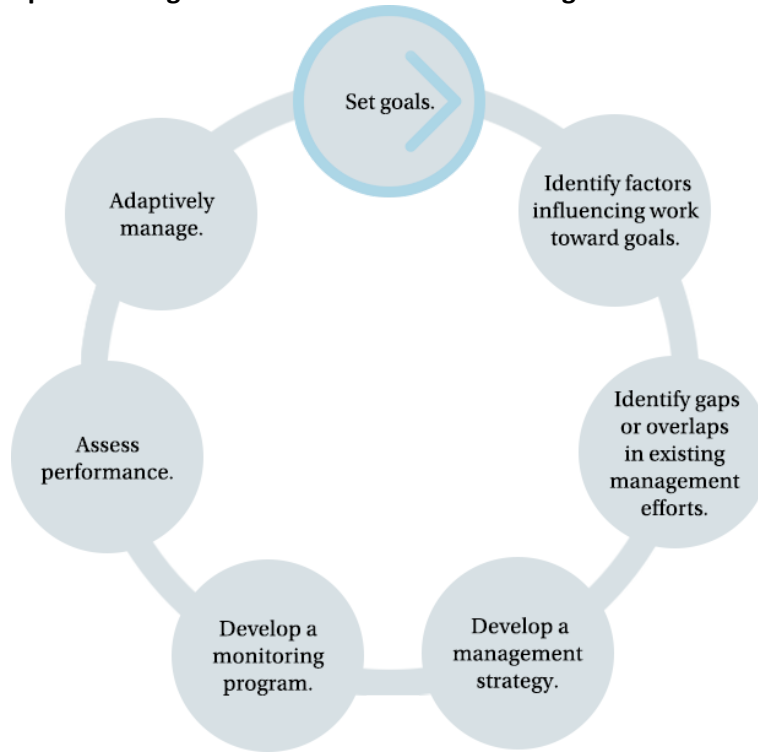 Set goals.
Identify factors
influencing work
toward goals.
Identify gaps
or overlaps
in existing
management
efforts.
Develop a
management
strategy.
Develop a
monitoring
program.
Assess
performance.
Adaptively
manage.